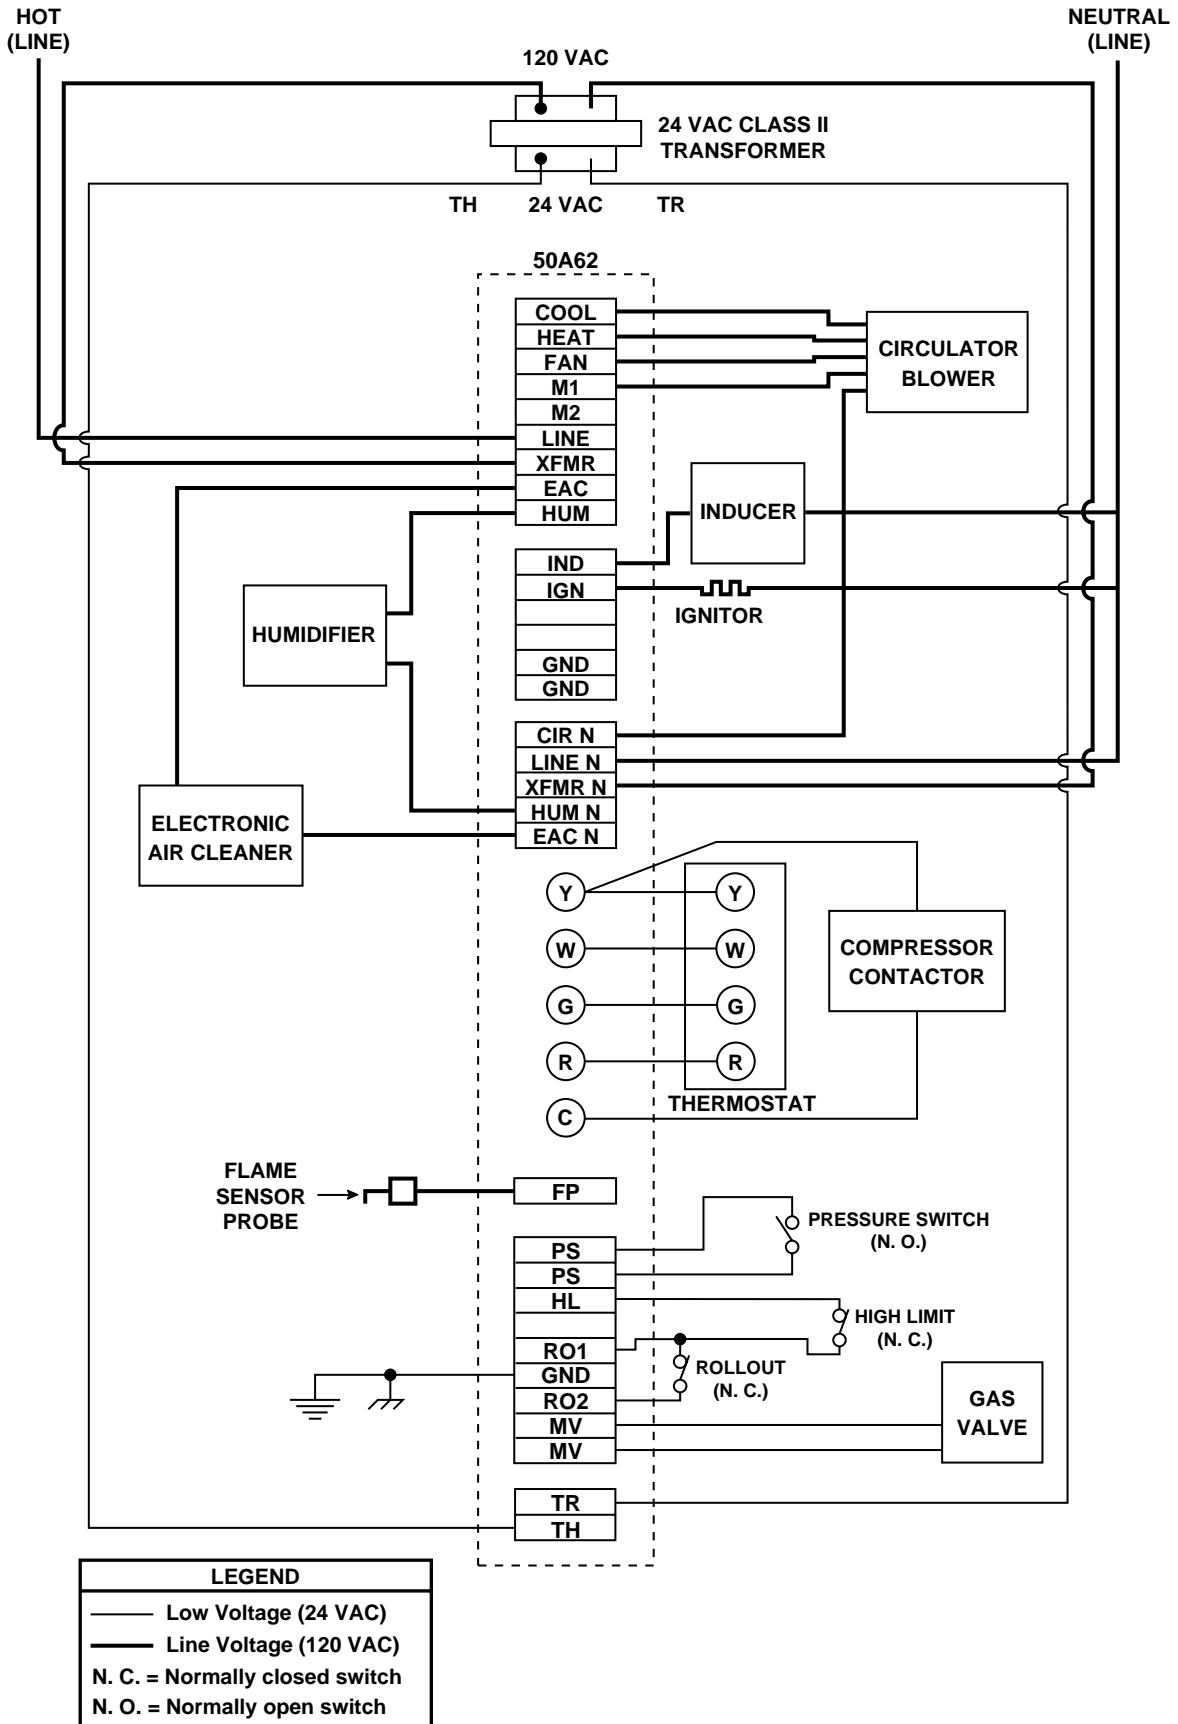 HOT
(LINE)
NEUTRAL
(LINE)
120 VAC
24 VAC CLASS II
TRANSFORMER
TH 24 VAC TR
50A62
COOL
HEAT
FAN
M1
M2
LINE
XFMR
EAC
HUM
CIRCULATOR
BLOWER
INDUCER
IND
IGN
GND
GND
IGNITOR
HUMIDIFIER
CIR N
LINE N
XFMR N
HUM N
EAC N
ELECTRONIC
AIR CLEANER
Y Y
W W
G G
R R
C
THERMOSTAT
COMPRESSOR
CONTACTOR
FLAME
SENSOR
PROBE
FP
PS
PS
HL
RO1
GND
RO2
MV
MV
PRESSURE SWITCH
(N. O.)
HIGH LIMIT
(N. C.)
ROLLOUT
(N. C.)
GAS
VALVE
TR
TH
LEGEND
Low Voltage (24 VAC)
Line Voltage (120 VAC)
N. C. = Normally closed switch
N. O. = Normally open switch